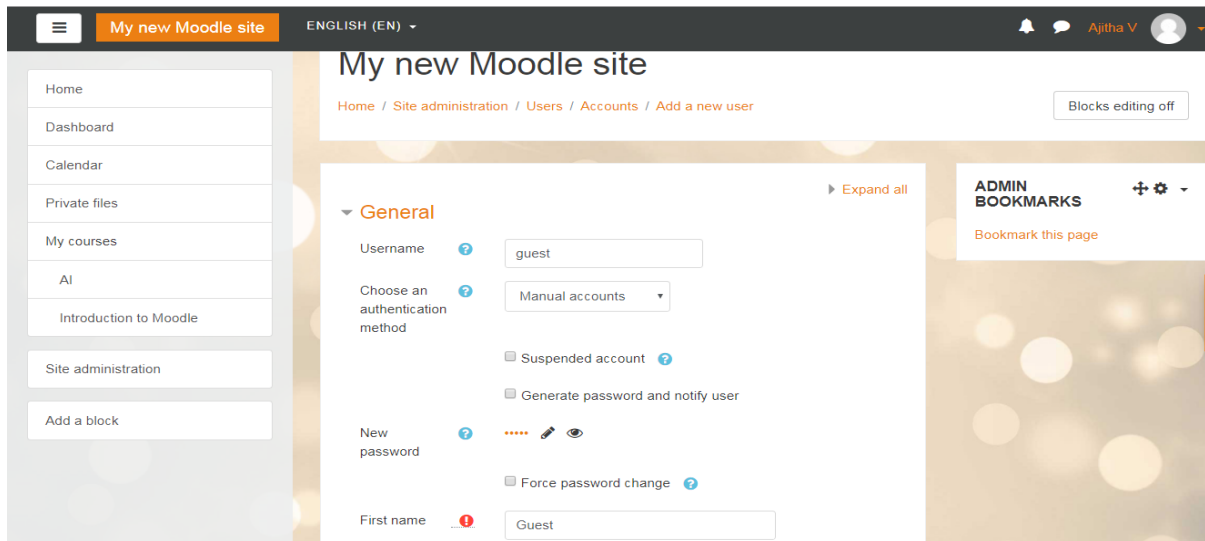 My new Moodle site
ENGLISH (EN)
Ajitha V
Home
Dashboard
Calendar
Private files
My courses
AI
Introduction to Moodle
Site administration
Add a block
My new Moodle site
Home / Site administration / Users / Accounts / Add a new user
Blocks editing off
Expand all
General
Username
guest
Choose an
authentication
method
Manual accounts
Suspended account
Generate password and notify user
New
password
•••••
Force password change
First name
Guest
ADMIN
BOOKMARKS
Bookmark this page